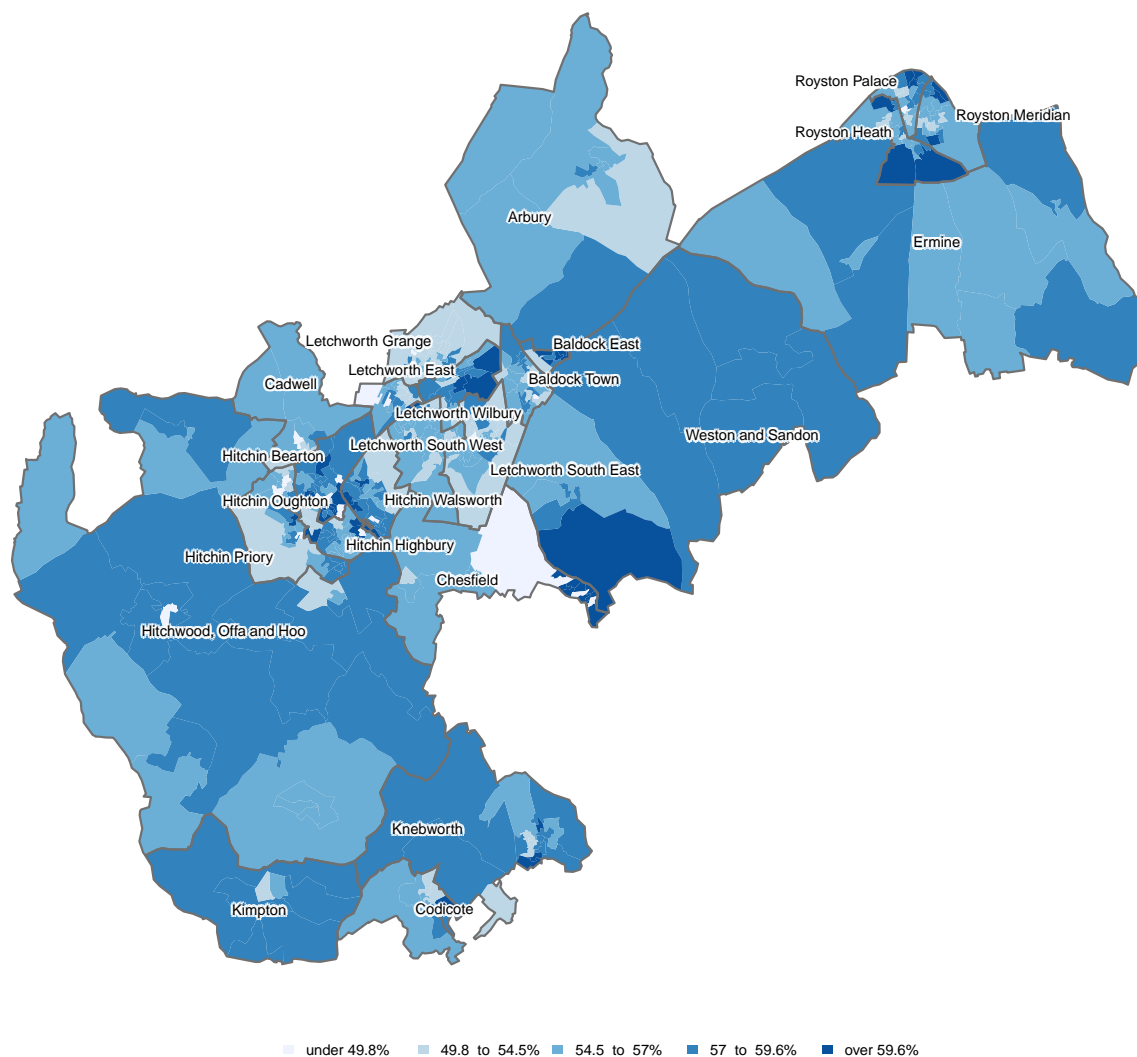 Royston Palace
Royston Meridian
Royston Heath
Arbury
Ermine
Letchworth Grange
Baldock East
Letchworth East
Baldock Town
Cadwell
Letchworth Wilbury
Weston and Sandon
Letchworth South West
Hitchin Bearton
Letchworth South East
Hitchin Oughton
Hitchin Walsworth
Hitchin Highbury
Hitchin Priory
Chesfield
Hitchwood, Offa and Hoo
Knebworth
Kimpton
Codicote
under 49.8% 49.8 to 54.5% 54.5 to 57% 57 to 59.6% over 59.6%